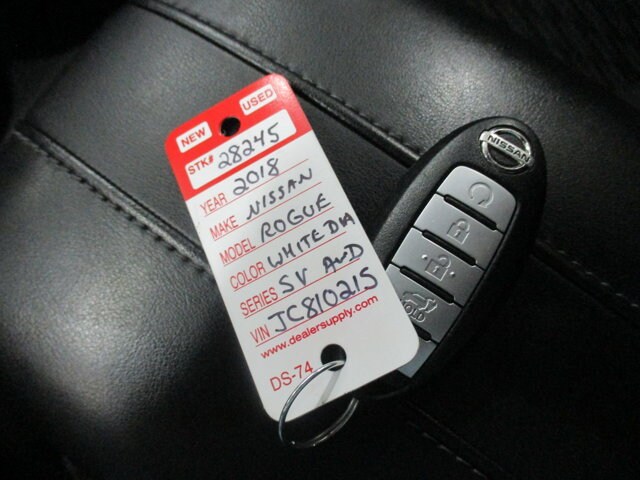 NEW USED
STK# 28245
YEAR 2018
MAKE NISSAN
MODEL ROGUE
COLOR WHITE DIA
SERIES SV AWD
VIN JC810215
www.dealersupply.com
DS-74
NISSAN
HOLD